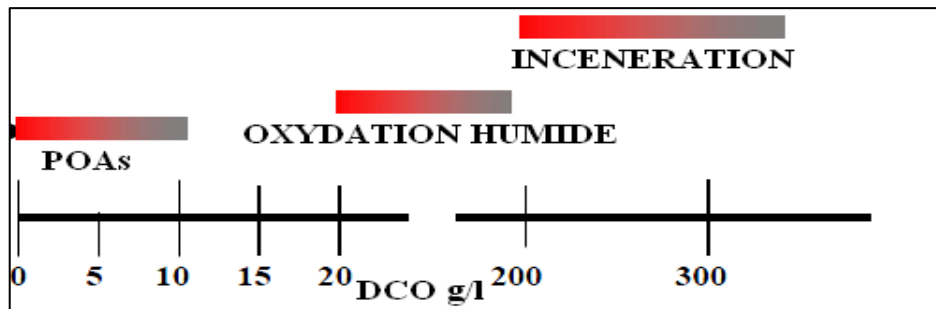 INCENERATION
OXYDATION HUMIDE
POAs
0 5 10 15 20 200 300
DCO g/l